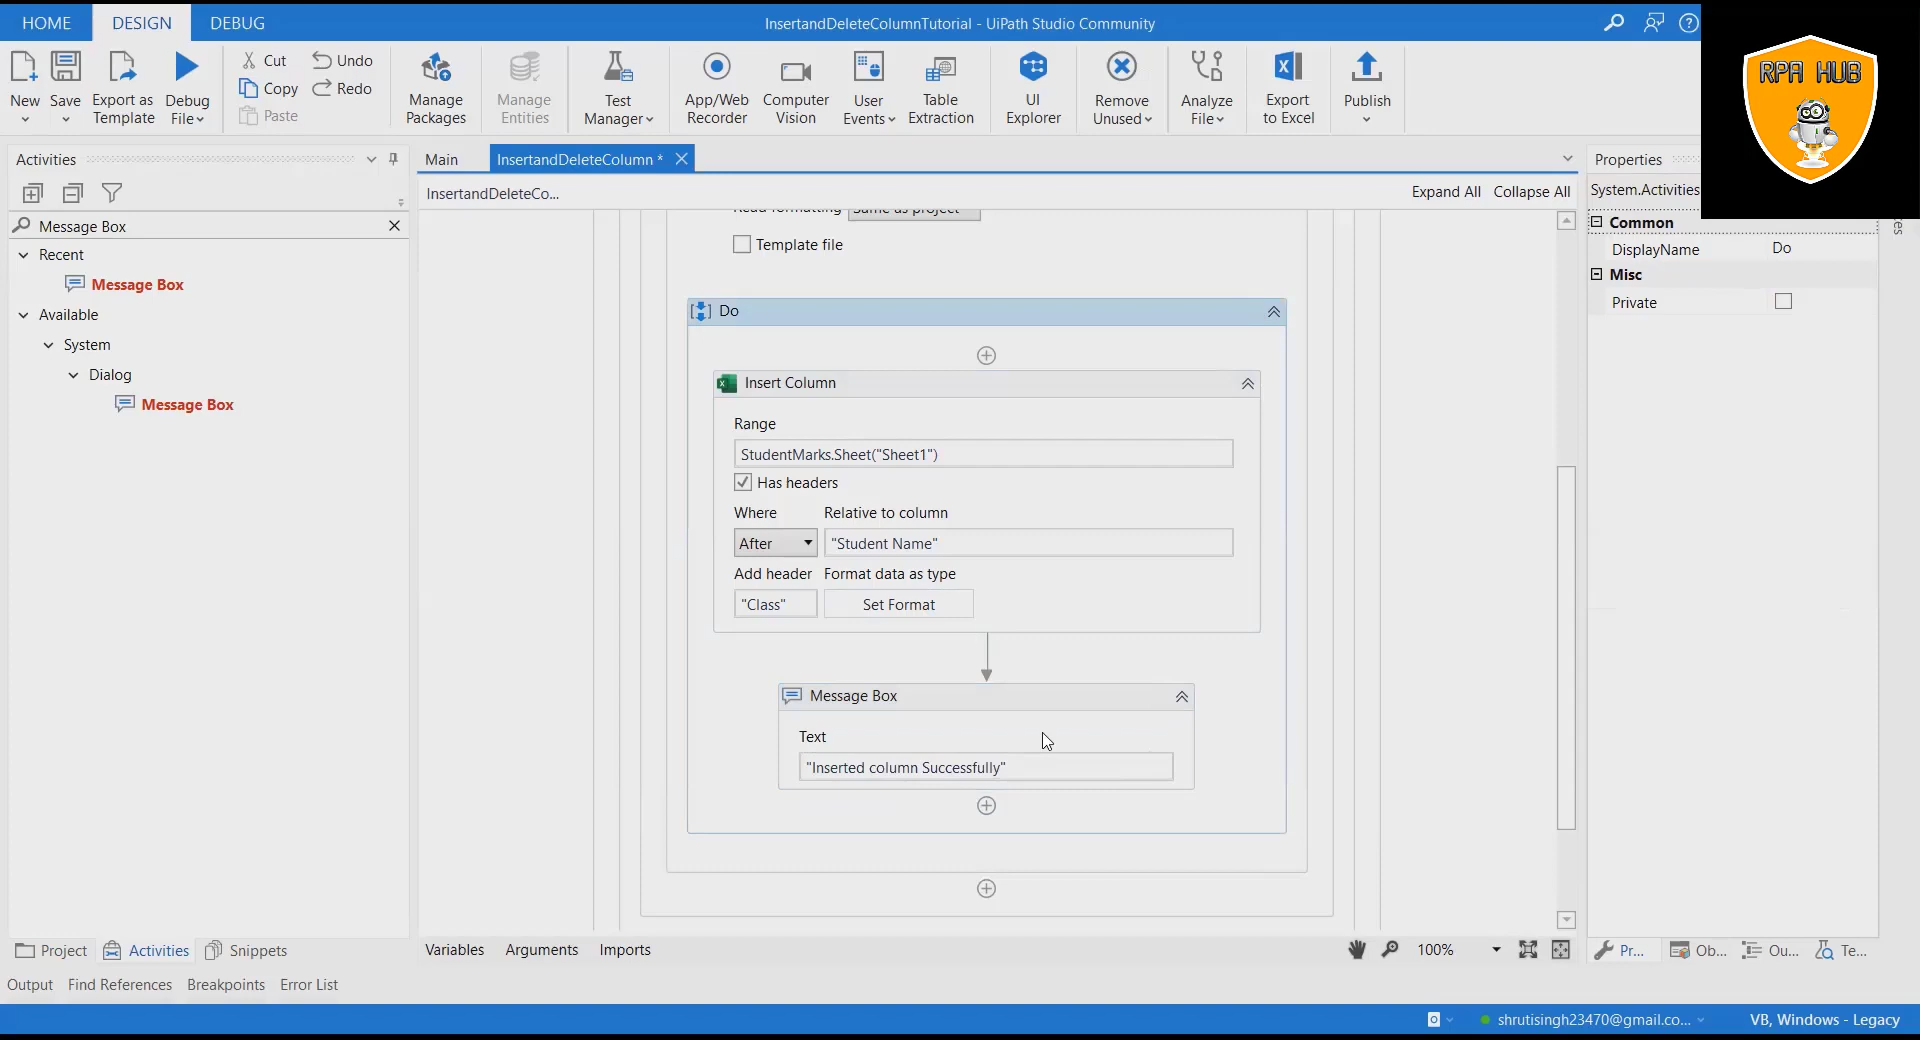 HOME DESIGN DEBUG InsertandDeleteColumnTutorial - UiPath Studio Community
RPA HUB
New Save Export as Template Debug File Cut Copy Paste Undo Redo Manage Packages Manage Entities Test Manager App/Web Recorder Computer Vision User Events Table Extraction UI Explorer Remove Unused Analyze File Export to Excel Publish
Activities
Message Box
Recent
Message Box
Available
System
Dialog
Message Box
Main InsertandDeleteColumn *
InsertandDeleteCo... Expand All Collapse All
Read formatting Same as project
Template file
Do
Insert Column
Range
StudentMarks.Sheet("Sheet1")
Has headers
Where Relative to column
After "Student Name"
Add header Format data as type
"Class" Set Format
Message Box
Text
"Inserted column Successfully"
Properties
System.Activities
Common
DisplayName Do
Misc
Private
Project Activities Snippets
Variables Arguments Imports 100%
Pr... Ob... Ou... Te...
Output Find References Breakpoints Error List
shrutisingh23470@gmail.co... VB, Windows - Legacy